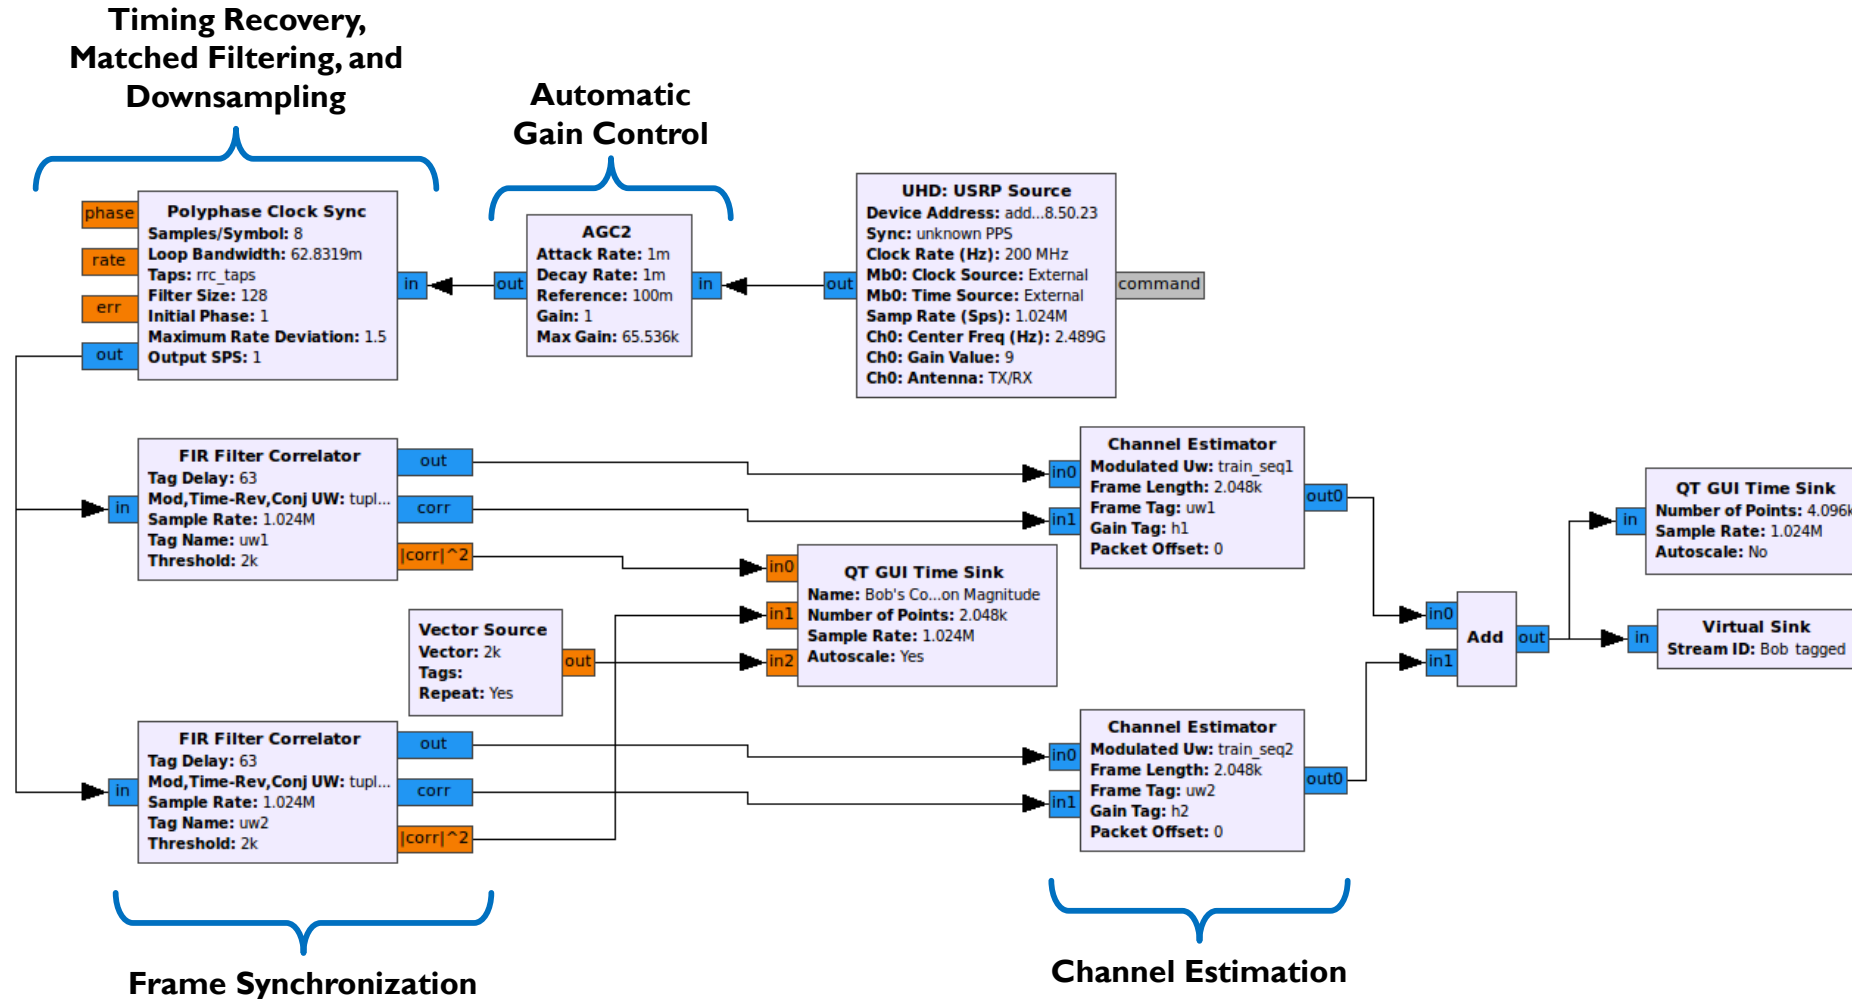 Timing Recovery,
Matched Filtering, and
Downsampling
Automatic
Gain Control
phase
rate
err
out
Polyphase Clock Sync
Samples/Symbol: 8
Loop Bandwidth: 62.8319m
Taps: rrc_taps
Filter Size: 128
Initial Phase: 1
Maximum Rate Deviation: 1.5
Output SPS: 1
in
out
AGC2
Attack Rate: 1m
Decay Rate: 1m
Reference: 100m
Gain: 1
Max Gain: 65.536k
in
out
UHD: USRP Source
Device Address: add...8.50.23
Sync: unknown PPS
Clock Rate (Hz): 200 MHz
Mb0: Clock Source: External
Mb0: Time Source: External
Samp Rate (Sps): 1.024M
Ch0: Center Freq (Hz): 2.489G
Ch0: Gain Value: 9
Ch0: Antenna: TX/RX
command
in
FIR Filter Correlator
Tag Delay: 63
Mod,Time-Rev,Conj UW: tupl...
Sample Rate: 1.024M
Tag Name: uw1
Threshold: 2k
out
corr
|corr|^2
in0
in1
Channel Estimator
Modulated Uw: train_seq1
Frame Length: 2.048k
Frame Tag: uw1
Gain Tag: h1
Packet Offset: 0
out0
Vector Source
Vector: 2k
Tags:
Repeat: Yes
out
in0
in1
in2
QT GUI Time Sink
Name: Bob's Co...on Magnitude
Number of Points: 2.048k
Sample Rate: 1.024M
Autoscale: Yes
in0
in1
Add
out
in
QT GUI Time Sink
Number of Points: 4.096k
Sample Rate: 1.024M
Autoscale: No
in
Virtual Sink
Stream ID: Bob tagged
in
FIR Filter Correlator
Tag Delay: 63
Mod,Time-Rev,Conj UW: tupl...
Sample Rate: 1.024M
Tag Name: uw2
Threshold: 2k
out
corr
|corr|^2
in0
in1
Channel Estimator
Modulated Uw: train_seq2
Frame Length: 2.048k
Frame Tag: uw2
Gain Tag: h2
Packet Offset: 0
out0
Frame Synchronization
Channel Estimation